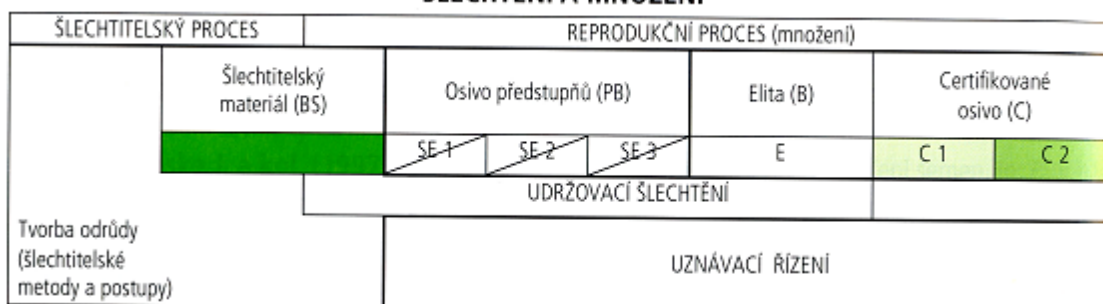 ŠLECHTITELSKÝ PROCES
REPRODUKČNÍ PROCES (množení)
Šlechtitelský
materiál (BS)
Osivo předstupňů (PB)
Elita (B)
Certifikované
osivo (C)
SE 1
SE 2
SE 3
E
C 1
C 2
UDRŽOVACÍ ŠLECHTĚNÍ
Tvorba odrůdy
(šlechtitelské
metody a postupy)
UZNÁVACÍ ŘÍZENÍ